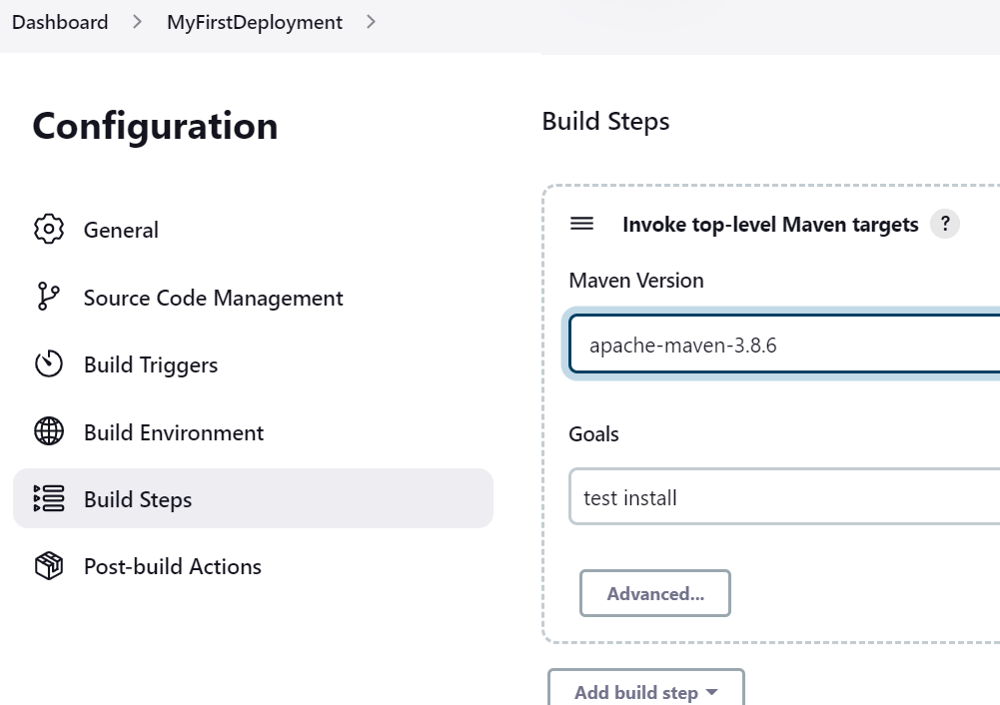 Dashboard > MyFirstDeployment >
Configuration
General
Source Code Management
Build Triggers
Build Environment
Build Steps
Post-build Actions
Build Steps
Invoke top-level Maven targets ?
Maven Version
apache-maven-3.8.6
Goals
test install
Advanced...
Add build step